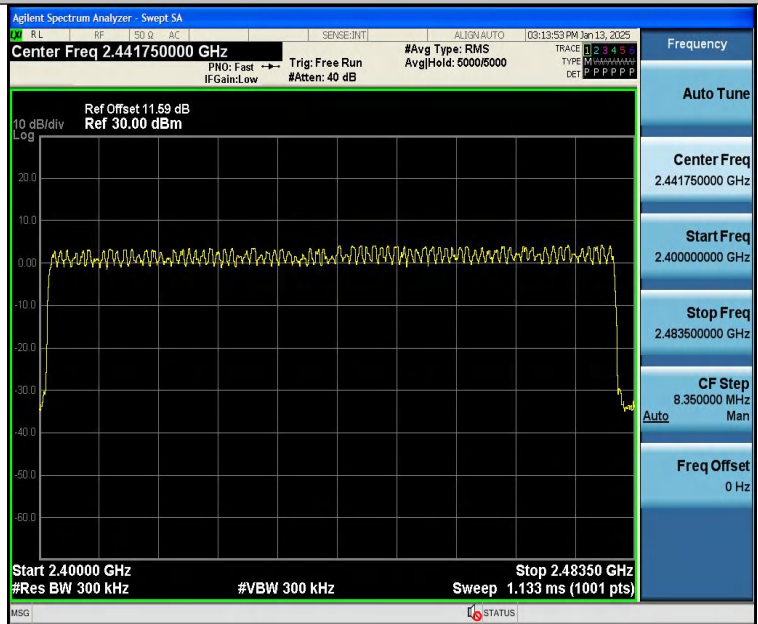 Agilent Spectrum Analyzer - Swept SA
LXI RL RF 50 Ω AC SENSE:INT ALIGN AUTO 03:13:53 PM Jan 13, 2025
Center Freq 2.441750000 GHz
PNO: Fast
IFGain:Low
Trig: Free Run
#Atten: 40 dB
#Avg Type: RMS
Avg|Hold: 5000/5000
TRACE 1 2 3 4 5 6
TYPE M
DET P P P P P P
Frequency
Ref Offset 11.59 dB
10 dB/div Ref 30.00 dBm
Log
20.0
10.0
0.00
-10.0
-20.0
-30.0
-40.0
-50.0
-60.0
Start 2.40000 GHz
Stop 2.48350 GHz
#Res BW 300 kHz
#VBW 300 kHz
Sweep 1.133 ms (1001 pts)
MSG
STATUS
Auto Tune
Center Freq
2.441750000 GHz
Start Freq
2.400000000 GHz
Stop Freq
2.483500000 GHz
CF Step
8.350000 MHz
Auto Man
Freq Offset
0 Hz